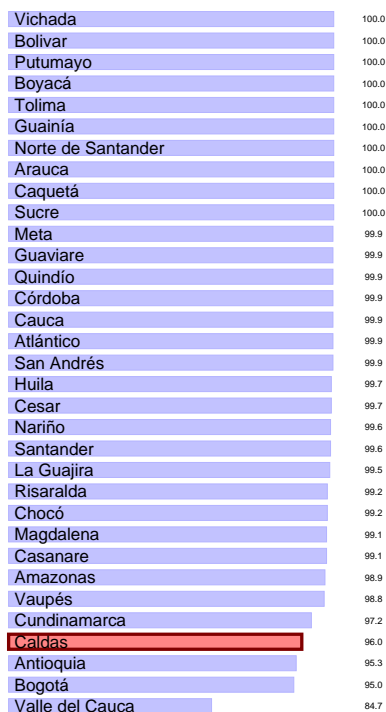 Vichada 100.0
Bolivar 100.0
Putumayo 100.0
Boyacá 100.0
Tolima 100.0
Guainía 100.0
Norte de Santander 100.0
Arauca 100.0
Caquetá 100.0
Sucre 100.0
Meta 99.9
Guaviare 99.9
Quindío 99.9
Córdoba 99.9
Cauca 99.9
Atlántico 99.9
San Andrés 99.9
Huila 99.7
Cesar 99.7
Nariño 99.6
Santander 99.6
La Guajira 99.5
Risaralda 99.2
Chocó 99.2
Magdalena 99.1
Casanare 99.1
Amazonas 98.9
Vaupés 98.8
Cundinamarca 97.2
Caldas 96.0
Antioquia 95.3
Bogotá 95.0
Valle del Cauca 84.7